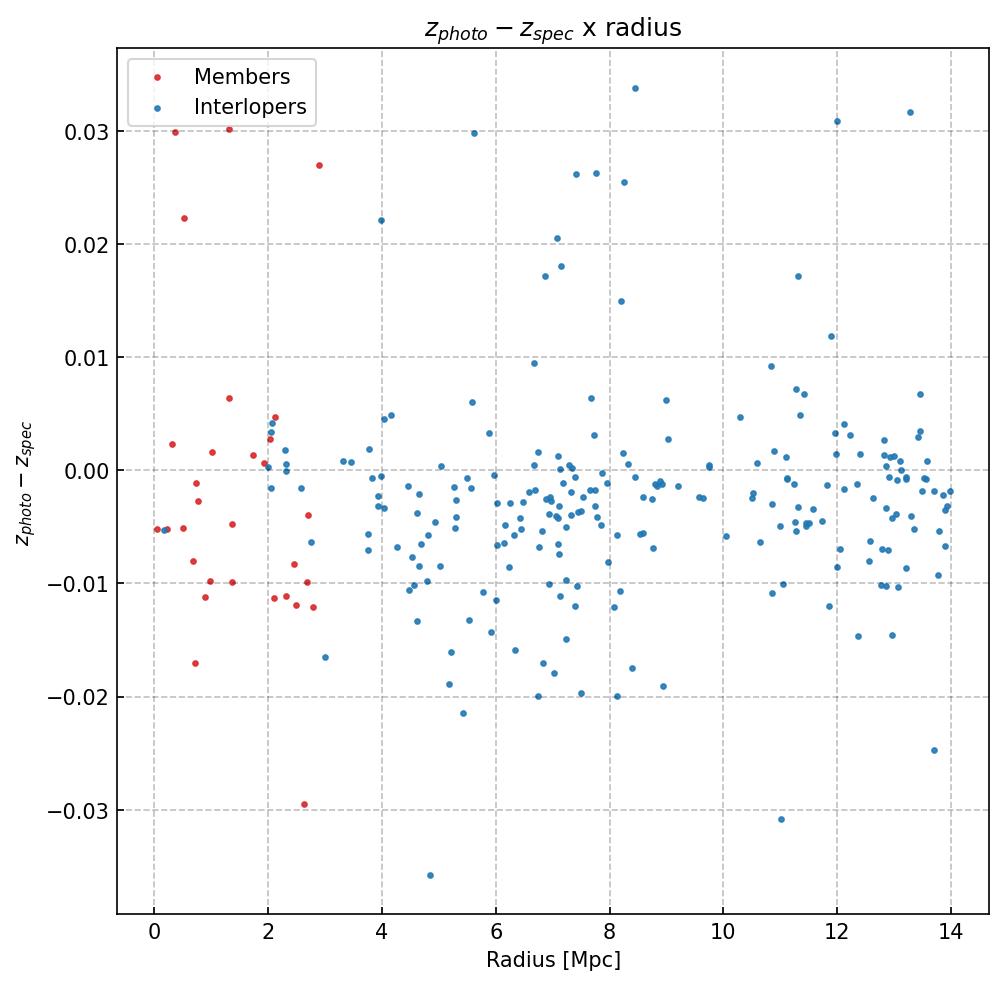 z_photo − z_spec x radius
Members
Interlopers
0.03
0.02
0.01
0.00
−0.01
−0.02
−0.03
z_photo − z_spec
0 2 4 6 8 10 12 14
Radius [Mpc]